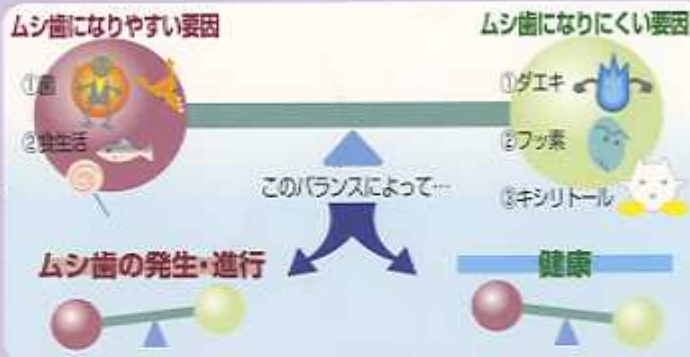 ムシ歯になりやすい要因
ムシ歯になりにくい要因
①菌
②食生活
①ダエキ
②フッ素
③キシリトール
このバランスによって…
ムシ歯の発生・進行
健康